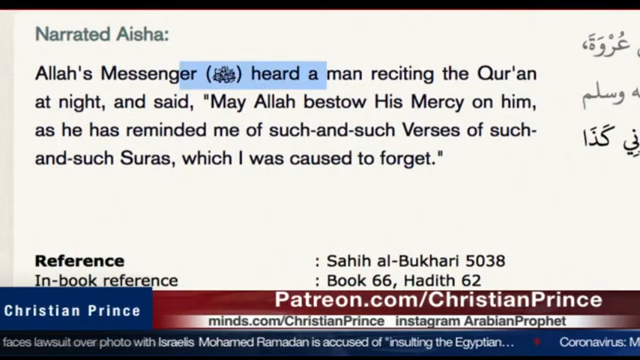 Narrated Aisha:
Allah's Messenger (ﷺ) heard a man reciting the Qur'an
at night, and said, "May Allah bestow His Mercy on him,
as he has reminded me of such-and-such Verses of such-
and-such Suras, which I was caused to forget."
عُرْوَةَ،
وسلم
نِي كَذَا
Reference : Sahih al-Bukhari 5038
In-book reference : Book 66, Hadith 62
Christian Prince
Patreon.com/ChristianPrince
minds.com/ChristianPrince instagram ArabianProphet
faces lawsuit over photo with Israelis Mohamed Ramadan is accused of "insulting the Egyptian... Coronavirus: M